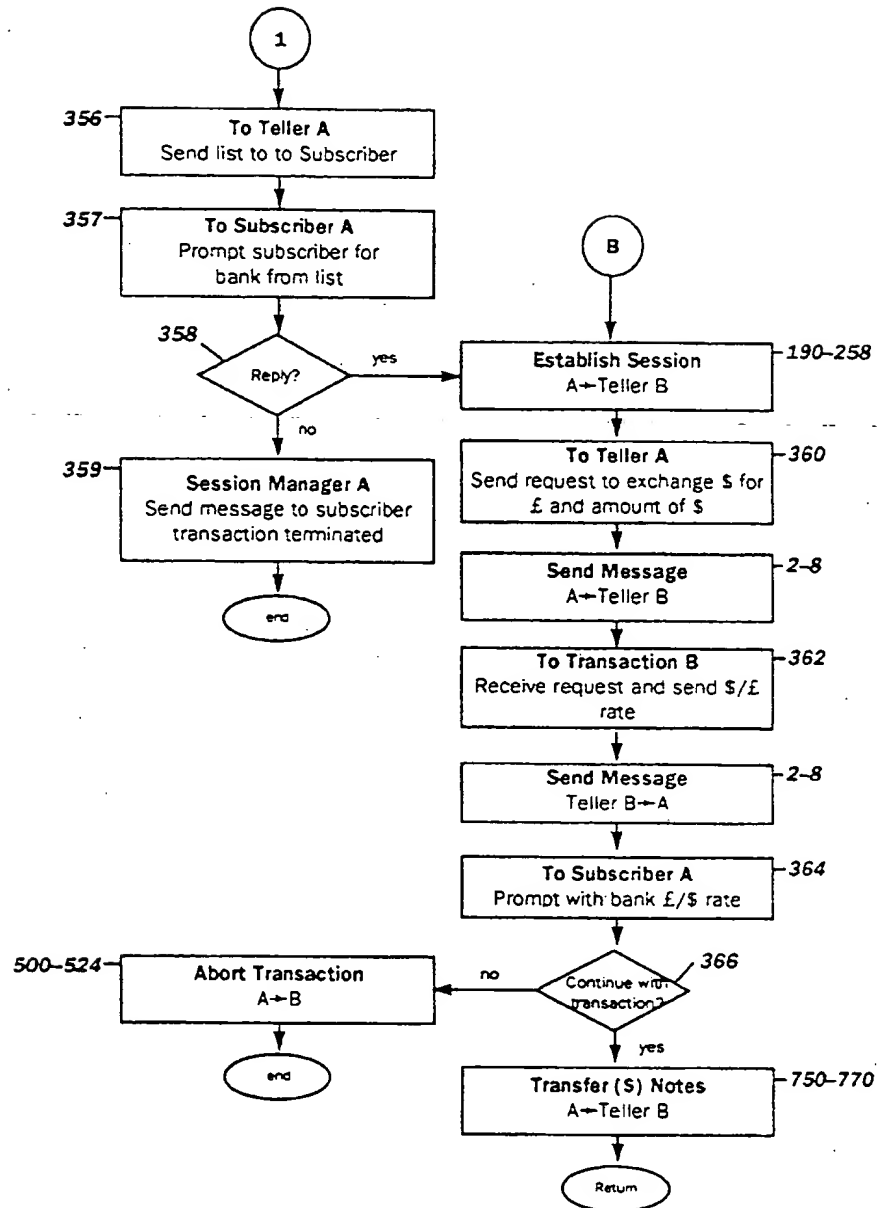 1
356
To Teller A
Send list to to Subscriber
357
To Subscriber A
Prompt subscriber for
bank from list
358
Reply?
yes
no
359
Session Manager A
Send message to subscriber
transaction terminated
end
B
Establish Session
A→Teller B
190–258
To Teller A
Send request to exchange $ for
£ and amount of $
360
Send Message
A→Teller B
2–8
To Transaction B
Receive request and send $/£
rate
362
Send Message
Teller B→A
2–8
To Subscriber A
Prompt with bank £/$ rate
364
Continue with
transaction?
366
no
yes
500–524
Abort Transaction
A→B
end
Transfer ($) Notes
A→Teller B
750–770
Return